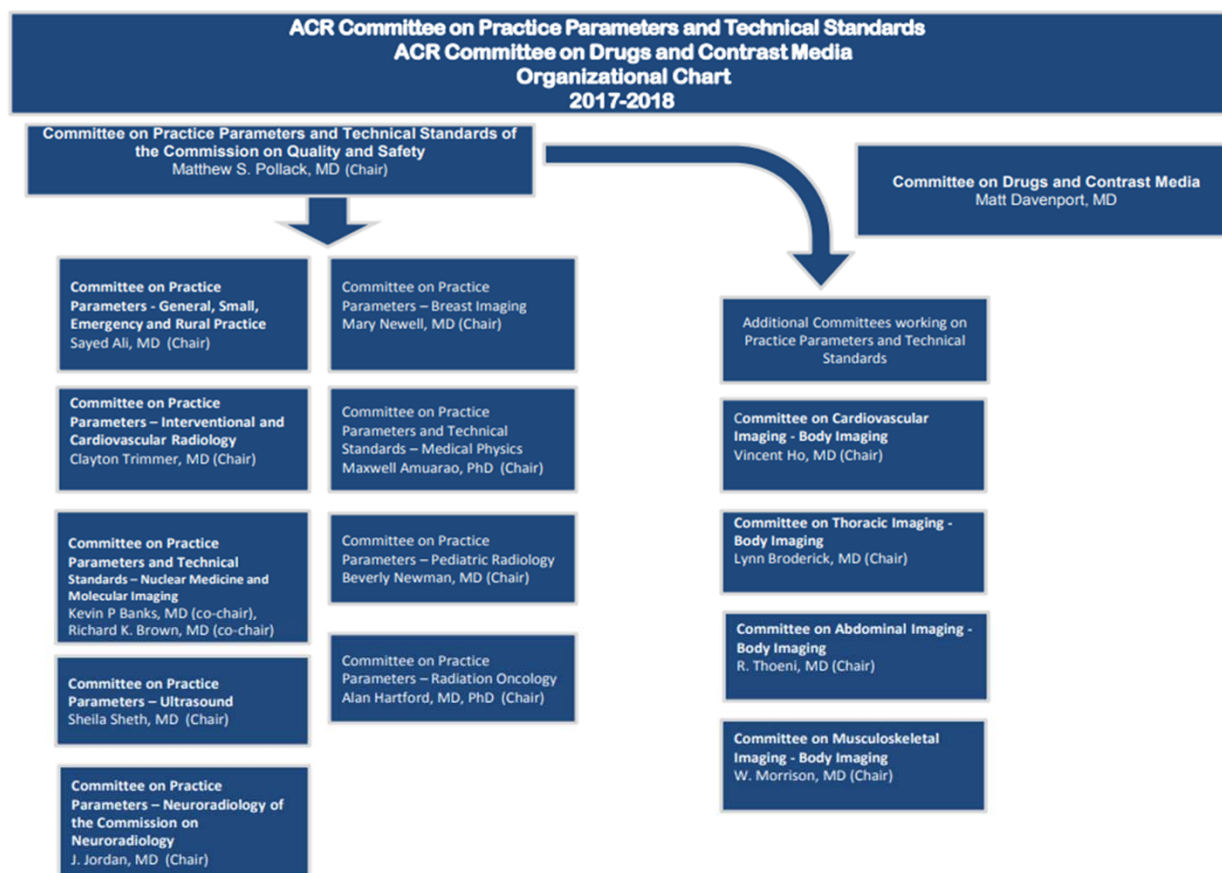 ACR Committee on Practice Parameters and Technical Standards
ACR Committee on Drugs and Contrast Media
Organizational Chart
2017-2018
Committee on Practice Parameters and Technical Standards of
the Commission on Quality and Safety
Matthew S. Pollack, MD (Chair)
Committee on Drugs and Contrast Media
Matt Davenport, MD
Committee on Practice
Parameters - General, Small,
Emergency and Rural Practice
Sayed Ali, MD (Chair)
Committee on Practice
Parameters – Interventional and
Cardiovascular Radiology
Clayton Trimmer, MD (Chair)
Committee on Practice
Parameters and Technical
Standards – Nuclear Medicine and
Molecular Imaging
Kevin P Banks, MD (co-chair),
Richard K. Brown, MD (co-chair)
Committee on Practice
Parameters – Ultrasound
Sheila Sheth, MD (Chair)
Committee on Practice
Parameters – Neuroradiology of
the Commission on
Neuroradiology
J. Jordan, MD (Chair)
Committee on Practice
Parameters – Breast Imaging
Mary Newell, MD (Chair)
Committee on Practice
Parameters and Technical
Standards – Medical Physics
Maxwell Amuarao, PhD (Chair)
Committee on Practice
Parameters – Pediatric Radiology
Beverly Newman, MD (Chair)
Committee on Practice
Parameters – Radiation Oncology
Alan Hartford, MD, PhD (Chair)
Additional Committees working on
Practice Parameters and Technical
Standards
Committee on Cardiovascular
Imaging - Body Imaging
Vincent Ho, MD (Chair)
Committee on Thoracic Imaging -
Body Imaging
Lynn Broderick, MD (Chair)
Committee on Abdominal Imaging -
Body Imaging
R. Thoeni, MD (Chair)
Committee on Musculoskeletal
Imaging - Body Imaging
W. Morrison, MD (Chair)